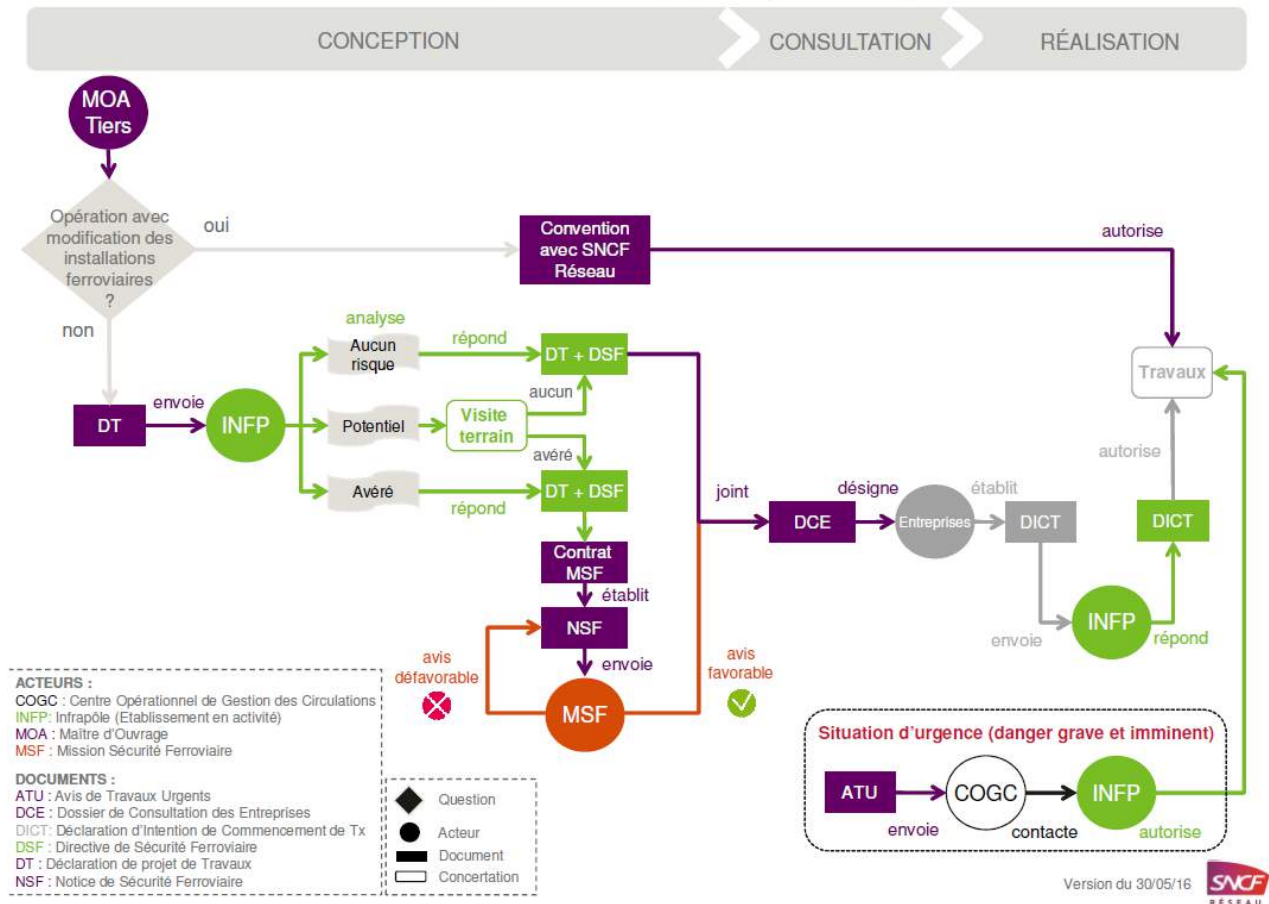 CONCEPTION
CONSULTATION
RÉALISATION
MOA
Tiers
Opération avec
modification des
installations
ferroviaires
?
oui
non
Convention
avec SNCF
Réseau
autorise
analyse
Aucun
risque
répond
DT + DSF
aucun
DT
envoie
INFP
Potentiel
Visite
terrain
avéré
Avéré
répond
DT + DSF
Travaux
autorise
joint
DCE
désigne
Entreprises
établit
DICT
DICT
Contrat
MSF
établit
NSF
envoie
avis
défavorable
MSF
avis
favorable
envoie
INFP
répond
Situation d'urgence (danger grave et imminent)
ATU
envoie
COGC
contacte
INFP
autorise
ACTEURS :
COGC : Centre Opérationnel de Gestion des Circulations
INFP: Infrapôle (Etablissement en activité)
MOA : Maître d'Ouvrage
MSF : Mission Sécurité Ferroviaire
DOCUMENTS :
ATU : Avis de Travaux Urgents
DCE : Dossier de Consultation des Entreprises
DICT: Déclaration d'Intention de Commencement de Tx
DSF : Directive de Sécurité Ferroviaire
DT : Déclaration de projet de Travaux
NSF : Notice de Sécurité Ferroviaire
Question
Acteur
Document
Concertation
Version du 30/05/16
SNCF
RÉSEAU